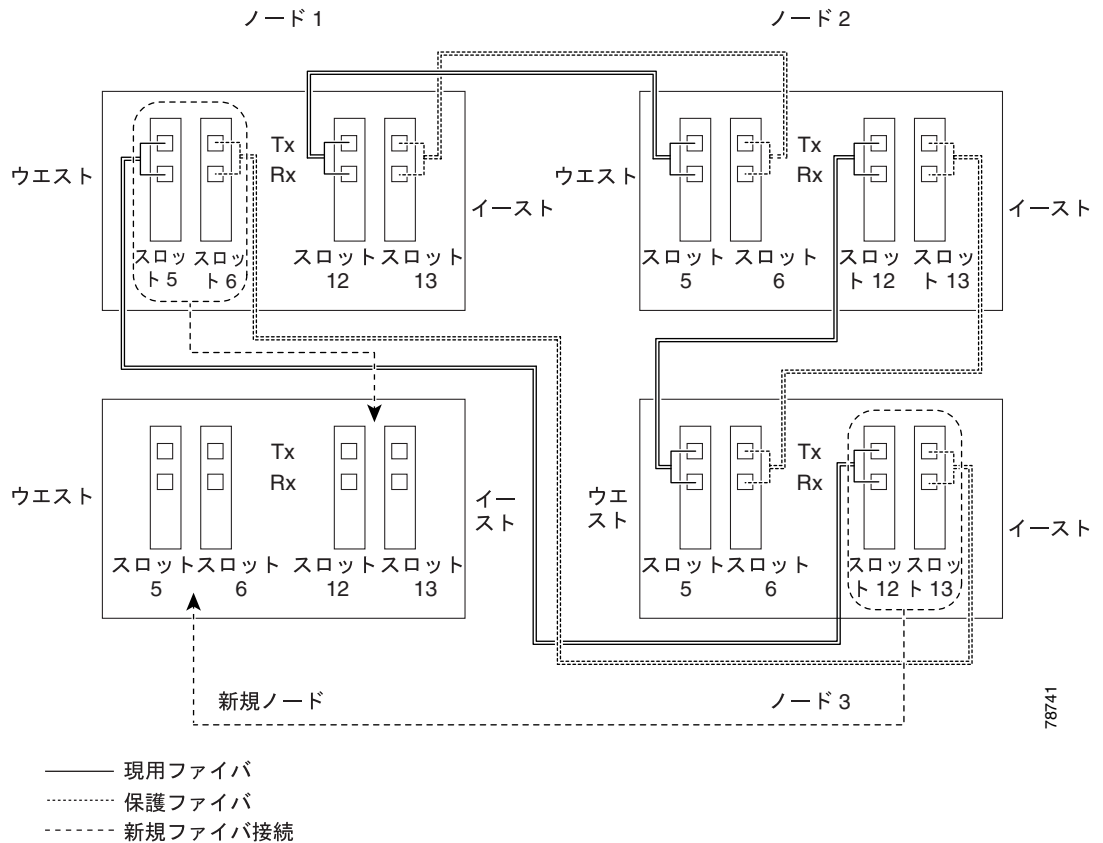 ノード 1
ノード 2
ウエスト
Tx
Rx
イースト
スロッ
ト 5
スロッ
ト 6
スロット
12
スロット
13
ウエスト
Tx
Rx
イースト
スロット
5
スロット
6
スロッ
ト 12
スロッ
ト 13
ウエスト
Tx
Rx
イー
スト
スロット
5
スロット
6
スロット
12
スロット
13
ウエ
スト
Tx
Rx
イースト
スロット
5
スロット
6
スロッ
ト 12
スロッ
ト 13
新規ノード
ノード 3
78741
現用ファイバ
保護ファイバ
新規ファイバ接続